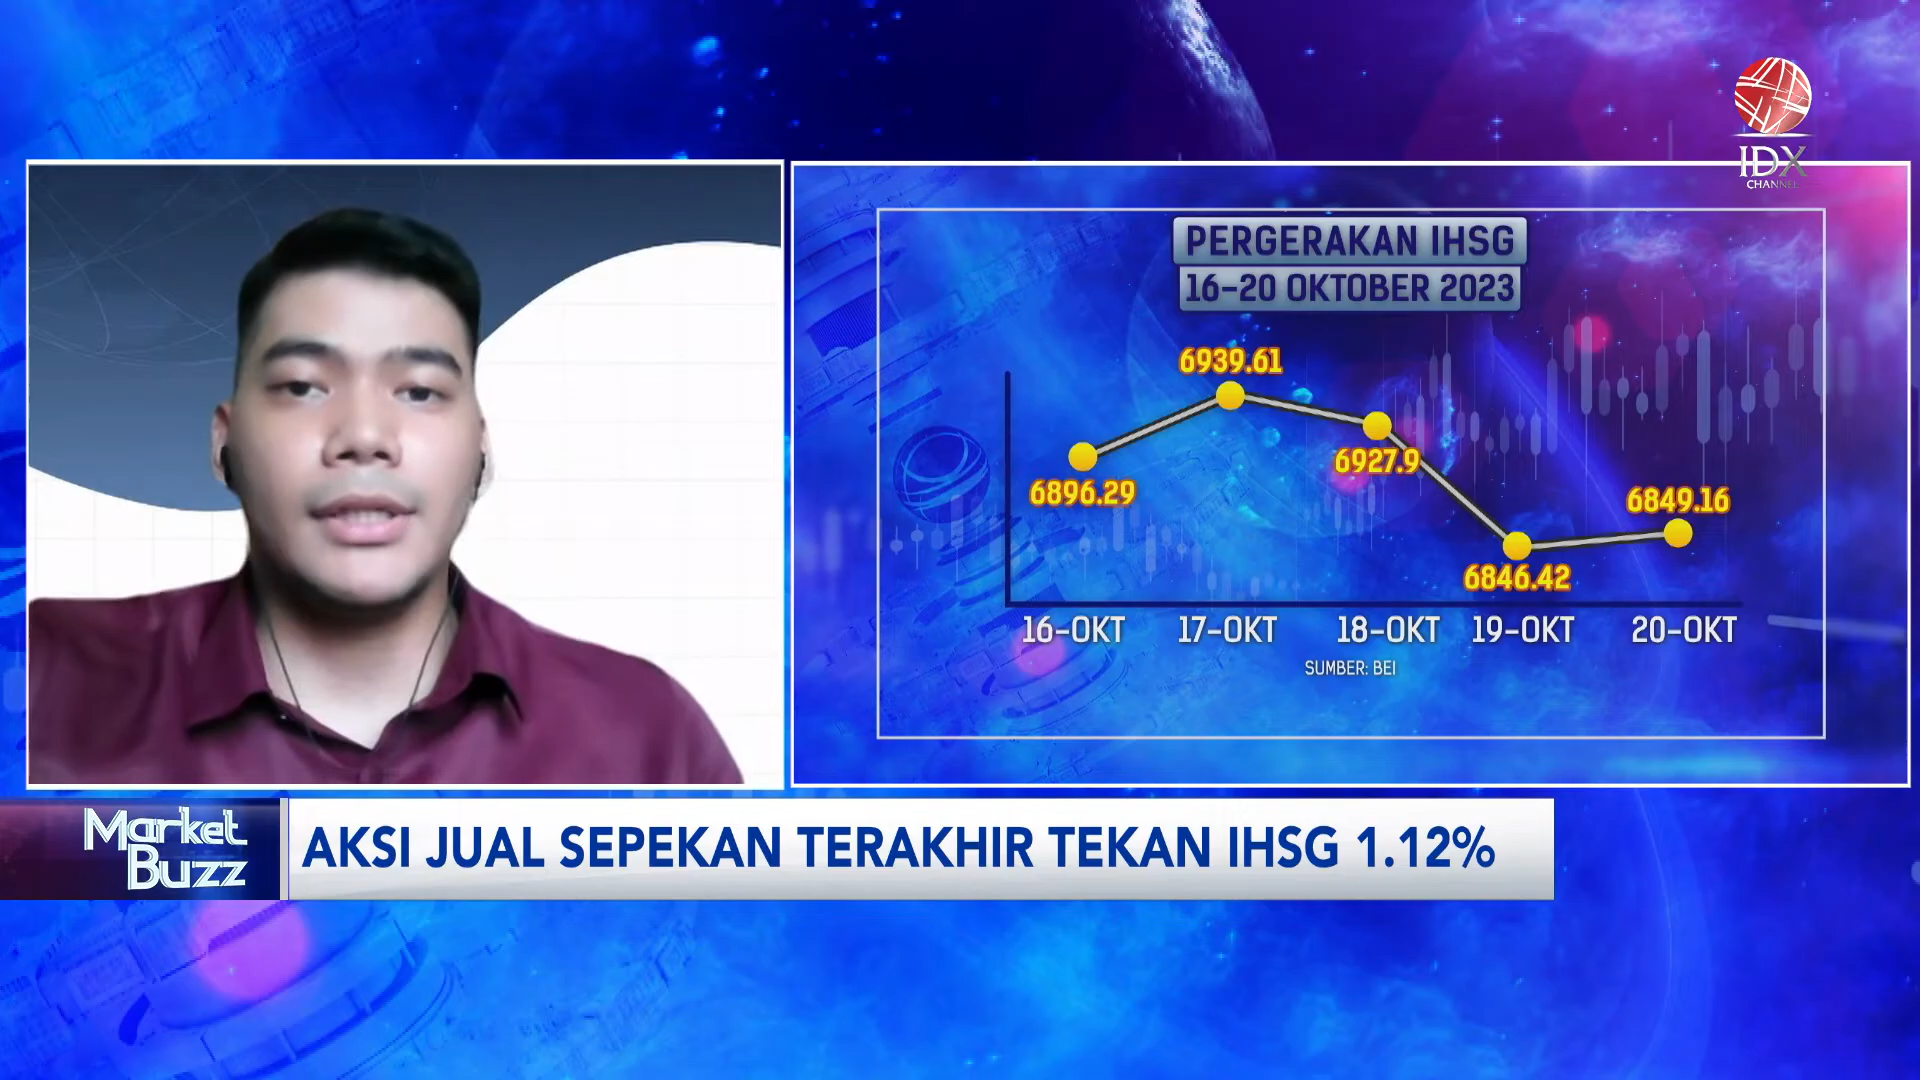 IDX
CHANNEL
PERGERAKAN IHSG
16-20 OKTOBER 2023
6939.61
6896.29
6927.9
6849.16
6846.42
16-OKT 17-OKT 18-OKT 19-OKT 20-OKT
SUMBER: BEI
Market
Buzz
AKSI JUAL SEPEKAN TERAKHIR TEKAN IHSG 1.12%